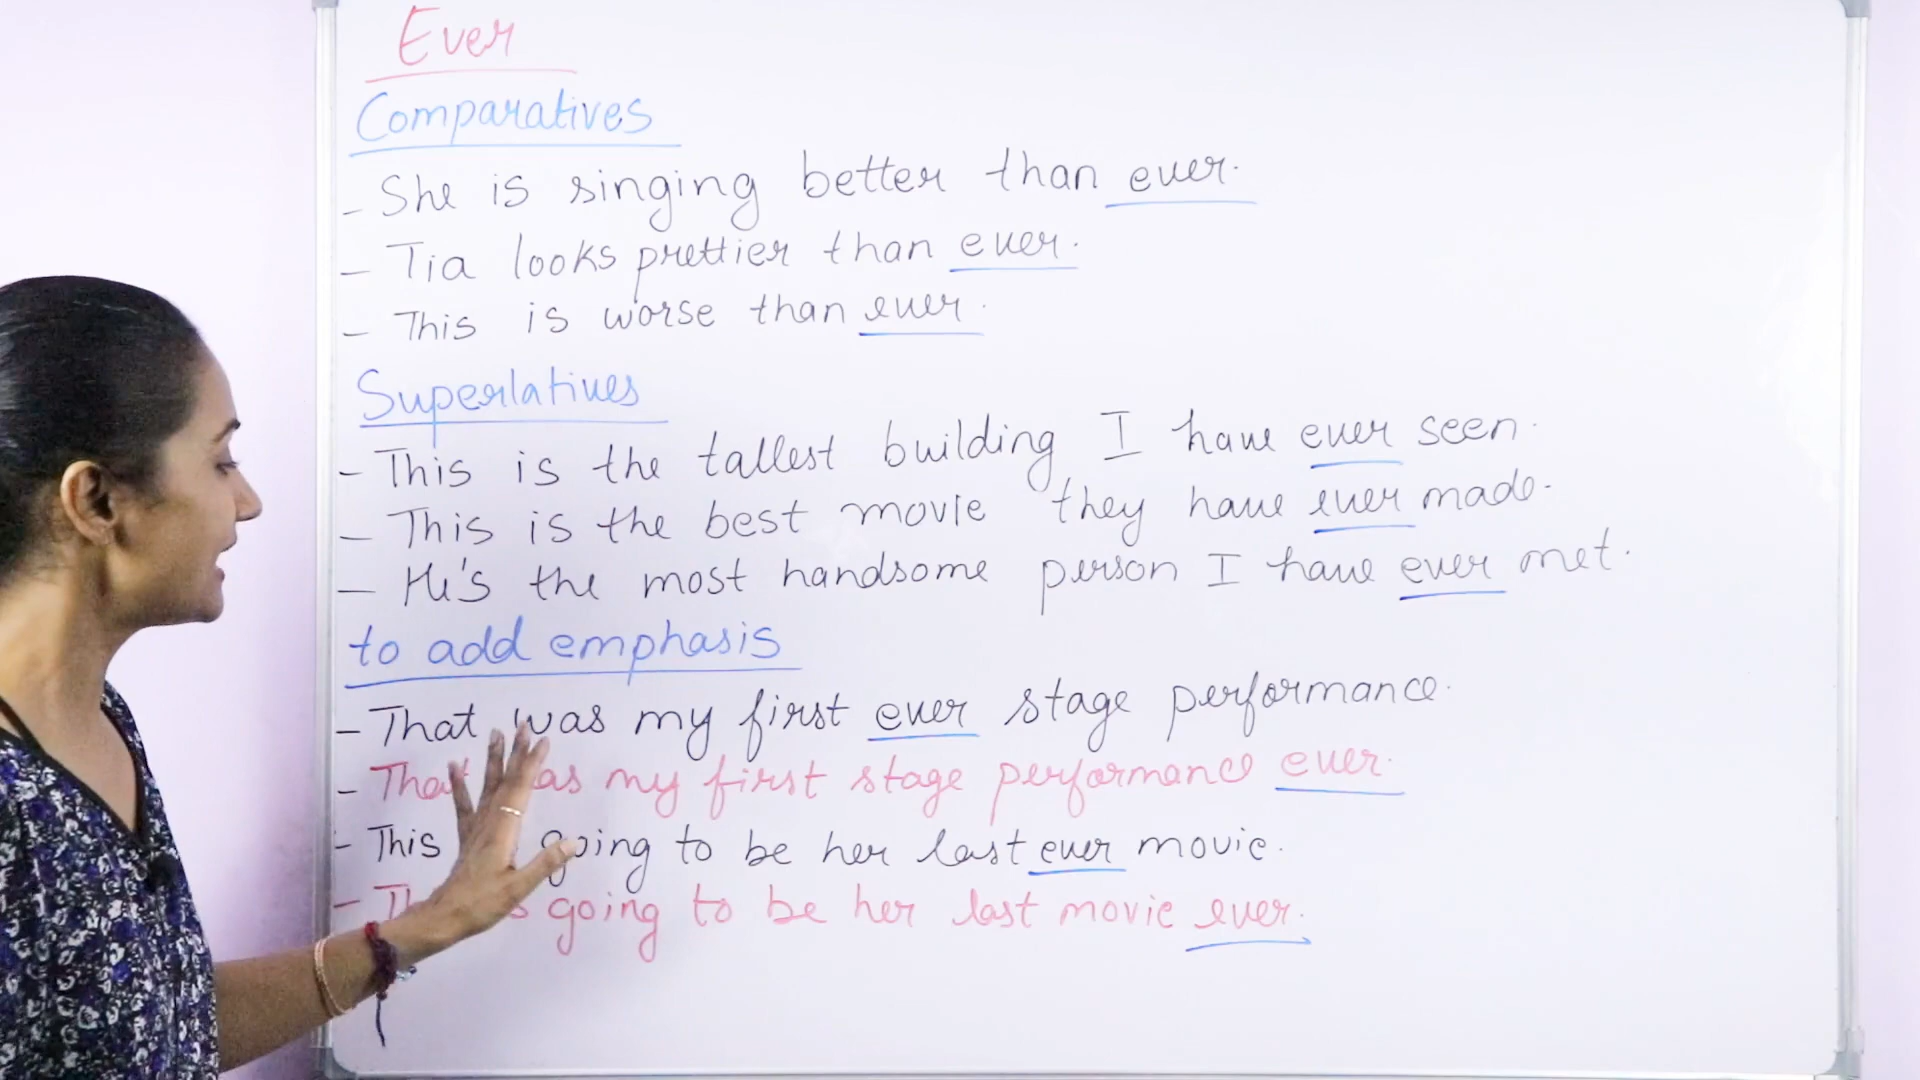 Ever
Comparatives
- She is singing better than ever.
- Tia looks prettier than ever.
- This is worse than ever.
Superlatives
- This is the tallest building I have ever seen.
- This is the best movie they have ever made.
- He's the most handsome person I have ever met.
to add emphasis
- That was my first ever stage performance.
- That was my first stage performance ever.
- This going to be her last ever movie.
- going to be her last movie ever.